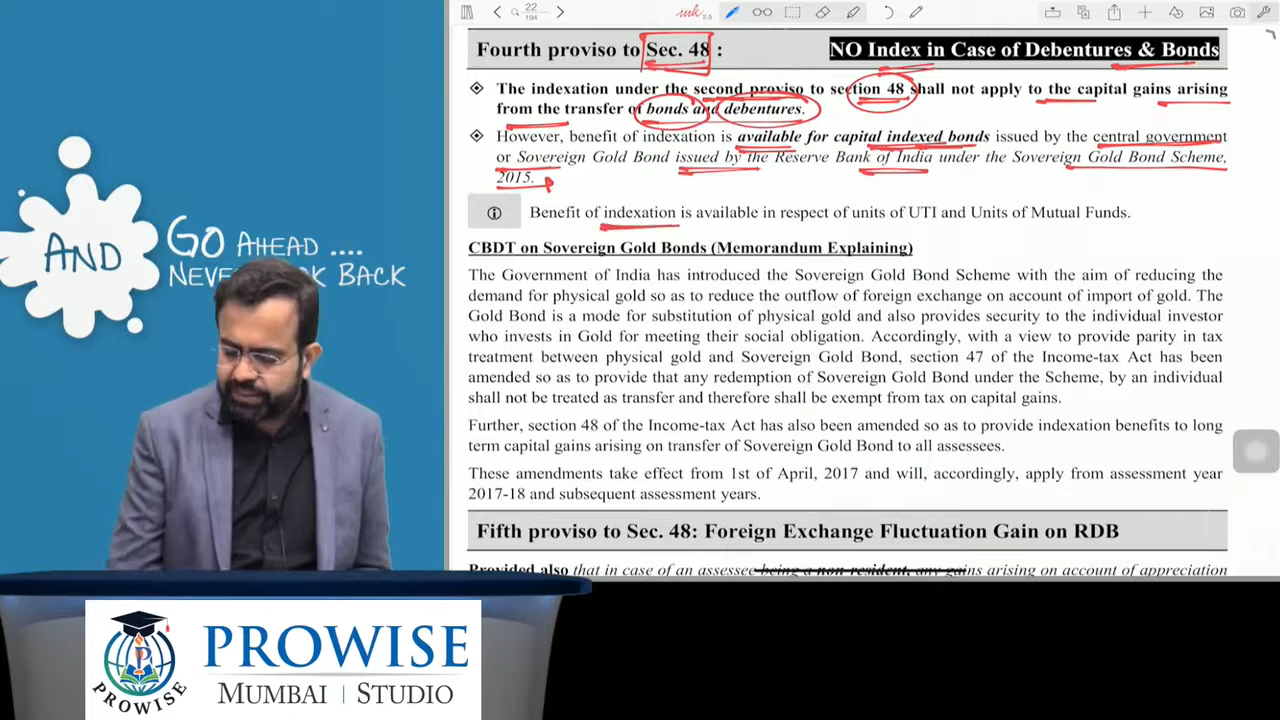 22
194
ink 2.5
Fourth proviso to Sec. 48 : NO Index in Case of Debentures & Bonds
The indexation under the second proviso to section 48 shall not apply to the capital gains arising
from the transfer of bonds and debentures.
However, benefit of indexation is available for capital indexed bonds issued by the central government
or Sovereign Gold Bond issued by the Reserve Bank of India under the Sovereign Gold Bond Scheme,
2015.
Benefit of indexation is available in respect of units of UTI and Units of Mutual Funds.
CBDT on Sovereign Gold Bonds (Memorandum Explaining)
The Government of India has introduced the Sovereign Gold Bond Scheme with the aim of reducing the
demand for physical gold so as to reduce the outflow of foreign exchange on account of import of gold. The
Gold Bond is a mode for substitution of physical gold and also provides security to the individual investor
who invests in Gold for meeting their social obligation. Accordingly, with a view to provide parity in tax
treatment between physical gold and Sovereign Gold Bond, section 47 of the Income-tax Act has been
amended so as to provide that any redemption of Sovereign Gold Bond under the Scheme, by an individual
shall not be treated as transfer and therefore shall be exempt from tax on capital gains.
Further, section 48 of the Income-tax Act has also been amended so as to provide indexation benefits to long
term capital gains arising on transfer of Sovereign Gold Bond to all assessees.
These amendments take effect from 1st of April, 2017 and will, accordingly, apply from assessment year
2017-18 and subsequent assessment years.
Fifth proviso to Sec. 48: Foreign Exchange Fluctuation Gain on RDB
Provided also that in case of an assessee being a non resident, any gains arising on account of appreciation
AND
GO AHEAD ....
NEVER LOOK BACK
PROWISE
PROWISE
MUMBAI | STUDIO